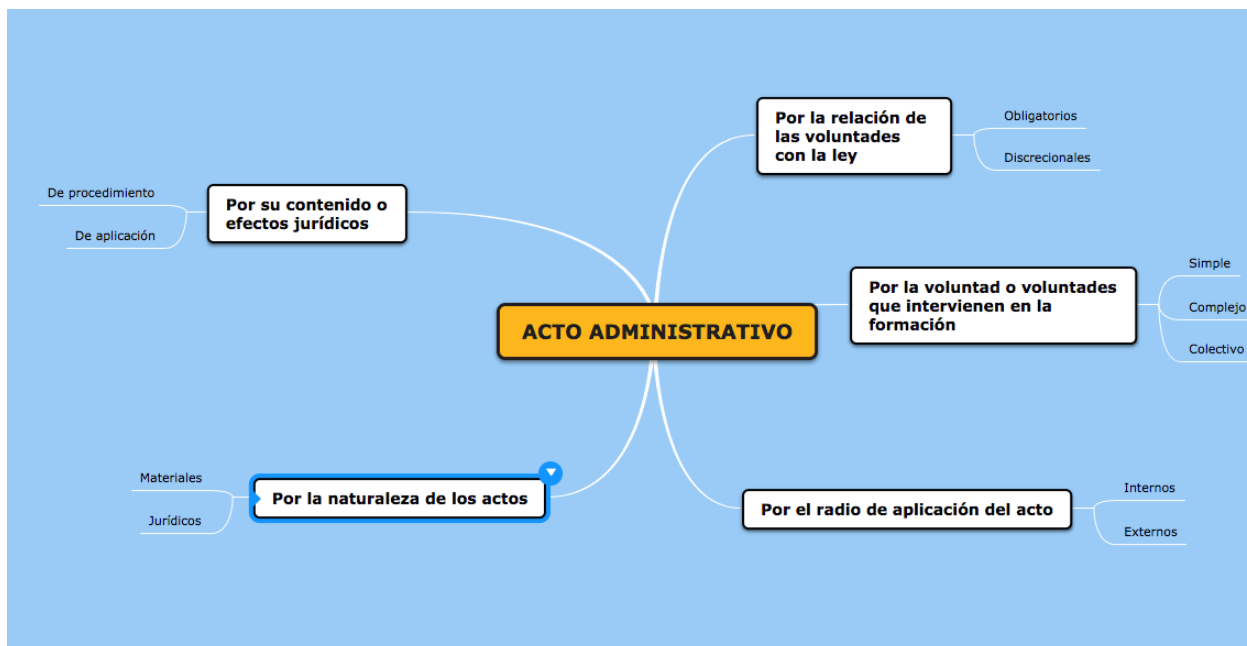 ACTO ADMINISTRATIVO
Por la relación de
las voluntades
con la ley
Obligatorios
Discrecionales
Por la voluntad o voluntades
que intervienen en la
formación
Simple
Complejo
Colectivo
Por el radio de aplicación del acto
Internos
Externos
Por su contenido o
efectos jurídicos
De procedimiento
De aplicación
Por la naturaleza de los actos
Materiales
Jurídicos